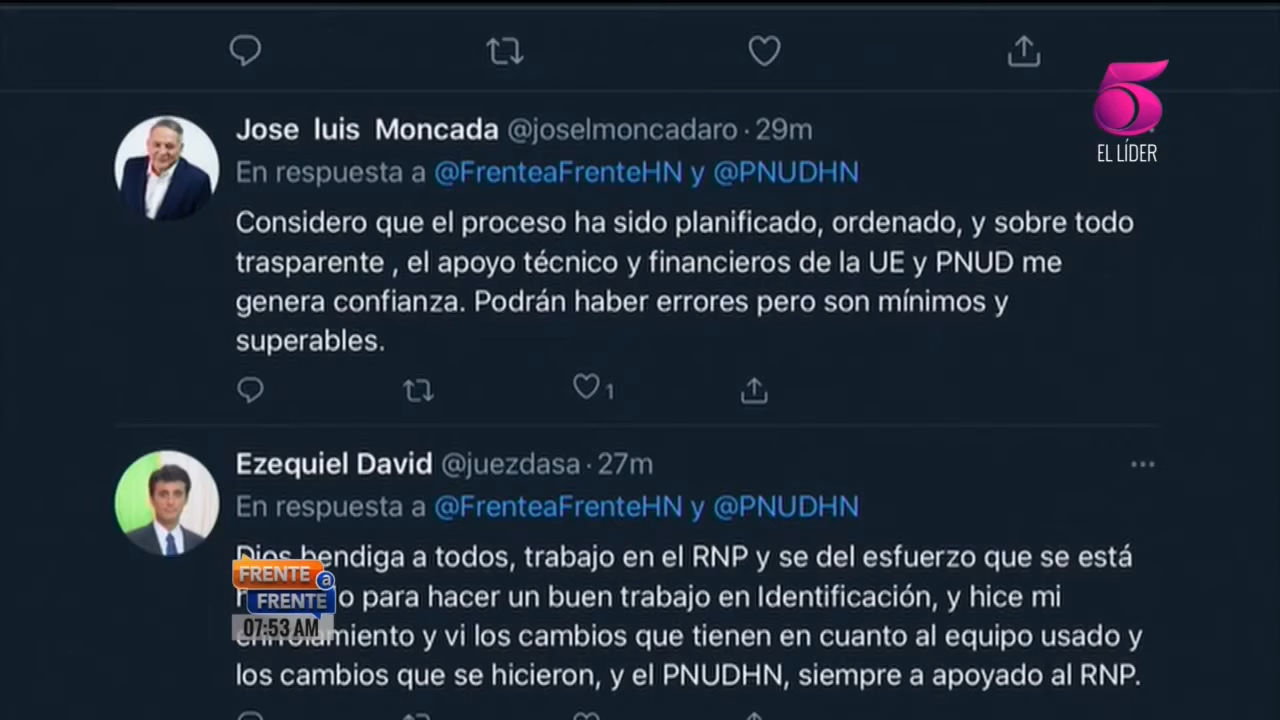 Jose luis Moncada @joselmoncadaro · 29m
5
EL LÍDER
En respuesta a @FrenteaFrenteHN y @PNUDHN
Considero que el proceso ha sido planificado, ordenado, y sobre todo
trasparente , el apoyo técnico y financieros de la UE y PNUD me
genera confianza. Podrán haber errores pero son mínimos y
superables.
1
Ezequiel David @juezdasa · 27m
En respuesta a @FrenteaFrenteHN y @PNUDHN
Dios bendiga a todos, trabajo en el RNP y se del esfuerzo que se está
para hacer un buen trabajo en Identificación, y hice mi
y vi los cambios que tienen en cuanto al equipo usado y
los cambios que se hicieron, y el PNUDHN, siempre a apoyado al RNP.
FRENTE a
FRENTE
07:53 AM